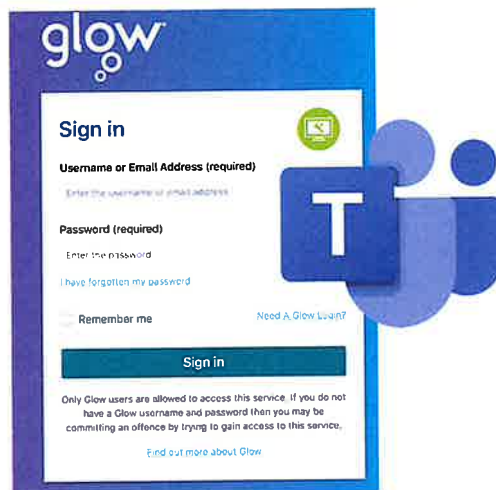 glow
Sign in
Username or Email Address (required)
Enter the username or email address
Password (required)
Enter the password
I have forgotten my password
Remember me
Need A Glow Login?
Sign in
Only Glow users are allowed to access this service. If you do not
have a Glow username and password then you may be
committing an offence by trying to gain access to this service.
Find out more about Glow
T